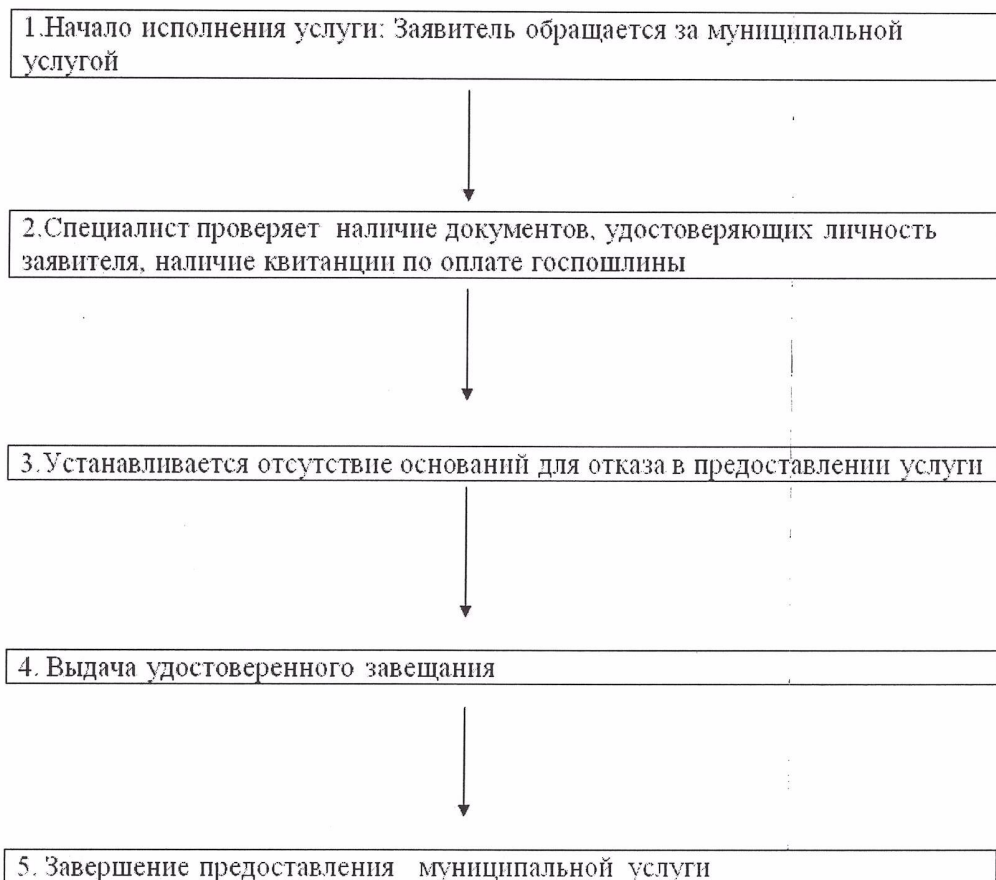 1.Начало исполнения услуги: Заявитель обращается за муниципальной
услугой
2.Специалист проверяет наличие документов, удостоверяющих личность
заявителя, наличие квитанции по оплате госпошлины
3.Устанавливается отсутствие оснований для отказа в предоставлении услуги
4. Выдача удостоверенного завещания
5. Завершение предоставления муниципальной услуги